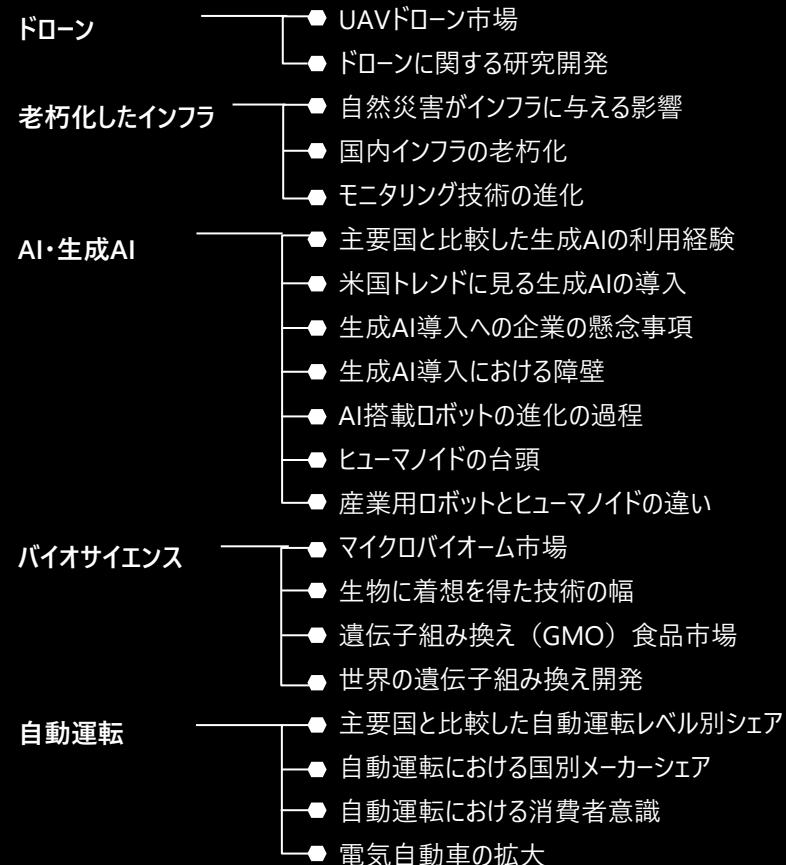 ドローン
UAVドローン市場
ドローンに関する研究開発
老朽化したインフラ
自然災害がインフラに与える影響
国内インフラの老朽化
モニタリング技術の進化
AI・生成AI
主要国と比較した生成AIの利用経験
米国トレンドに見る生成AIの導入
生成AI導入への企業の懸念事項
生成AI導入における障壁
AI搭載ロボットの進化の過程
ヒューマノイドの台頭
産業用ロボットとヒューマノイドの違い
バイオサイエンス
マイクロバイオーム市場
生物に着想を得た技術の幅
遺伝子組み換え（GMO）食品市場
世界の遺伝子組み換え開発
自動運転
主要国と比較した自動運転レベル別シェア
自動運転における国別メーカーシェア
自動運転における消費者意識
電気自動車の拡大